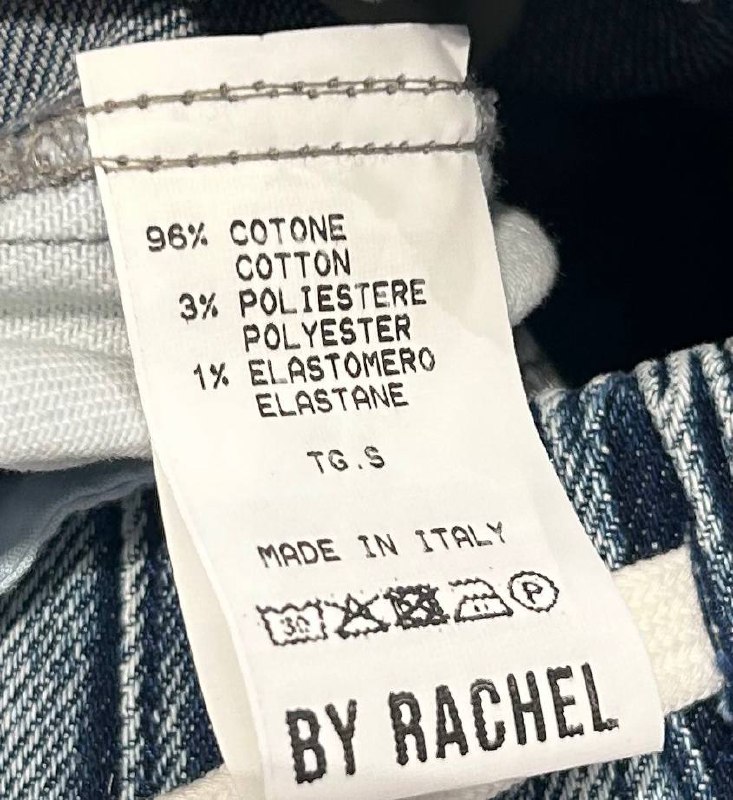 96% COTONE
COTTON
3% POLIESTERE
POLYESTER
1% ELASTOMERO
ELASTANE
TG.S
MADE IN ITALY
30 P
BY RACHEL